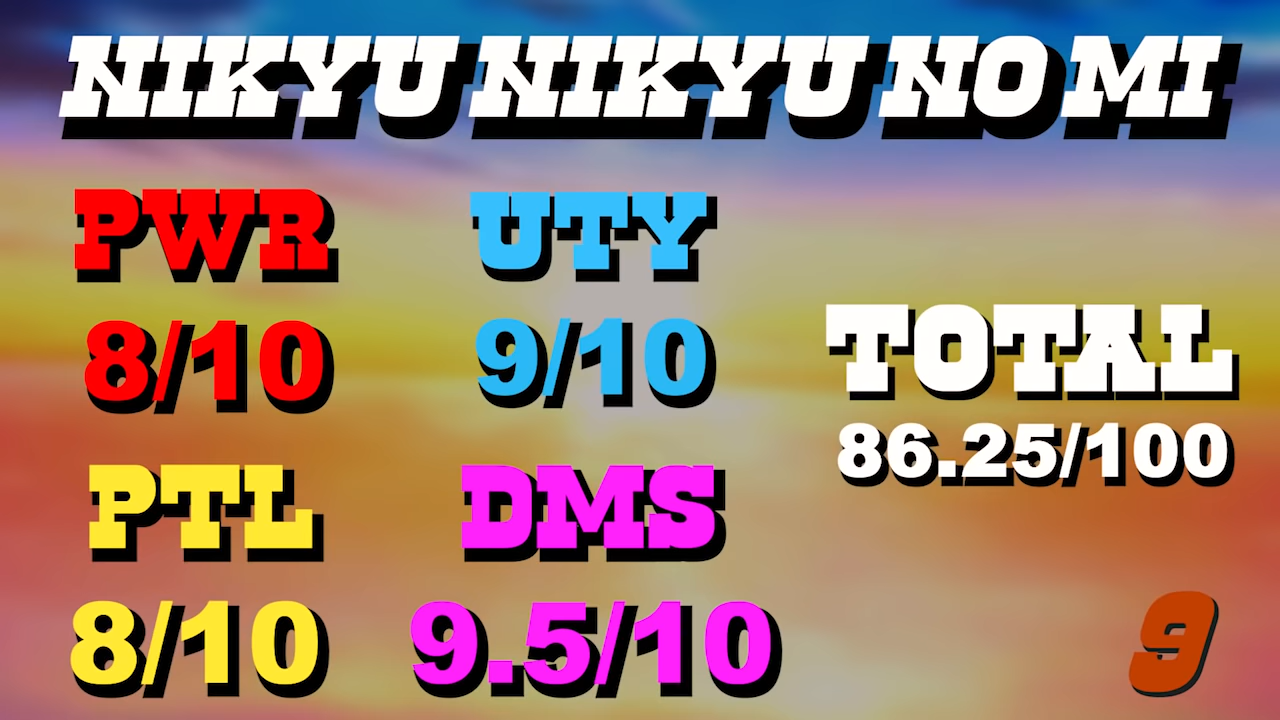 NIKYU NIKYU NO MI
PWR
8/10
UTY
9/10
PTL
8/10
DMS
9.5/10
TOTAL
86.25/100
9